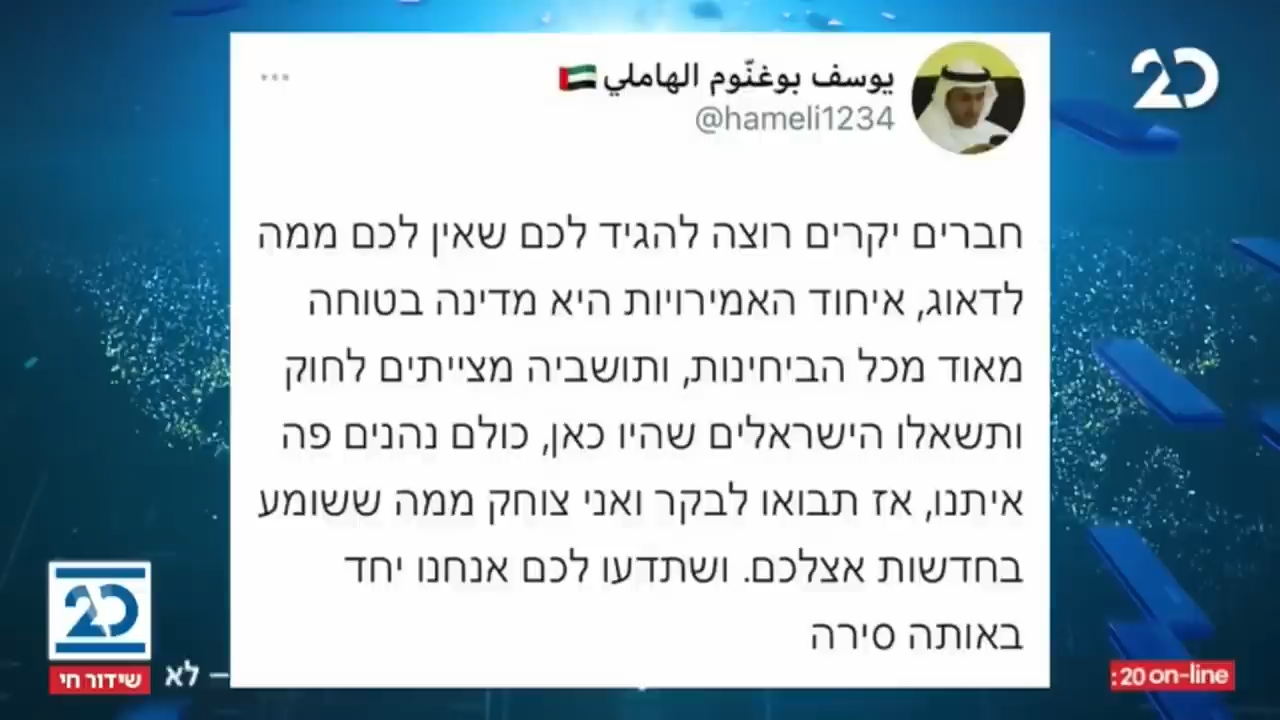 20
يوسف بوغنّوم الهاملي
@hameli1234
חברים יקרים רוצה להגיד לכם שאין לכם ממה
לדאוג, איחוד האמירויות היא מדינה בטוחה
מאוד מכל הביחינות, ותושביה מצייתים לחוק
ותשאלו הישראלים שהיו כאן, כולם נהנים פה
איתנו, אז תבואו לבקר ואני צוחק ממה ששומע
בחדשות אצלכם. ושתדעו לכם אנחנו יחד
באותה סירה
20
שידור חי
לא –
20 on-line :